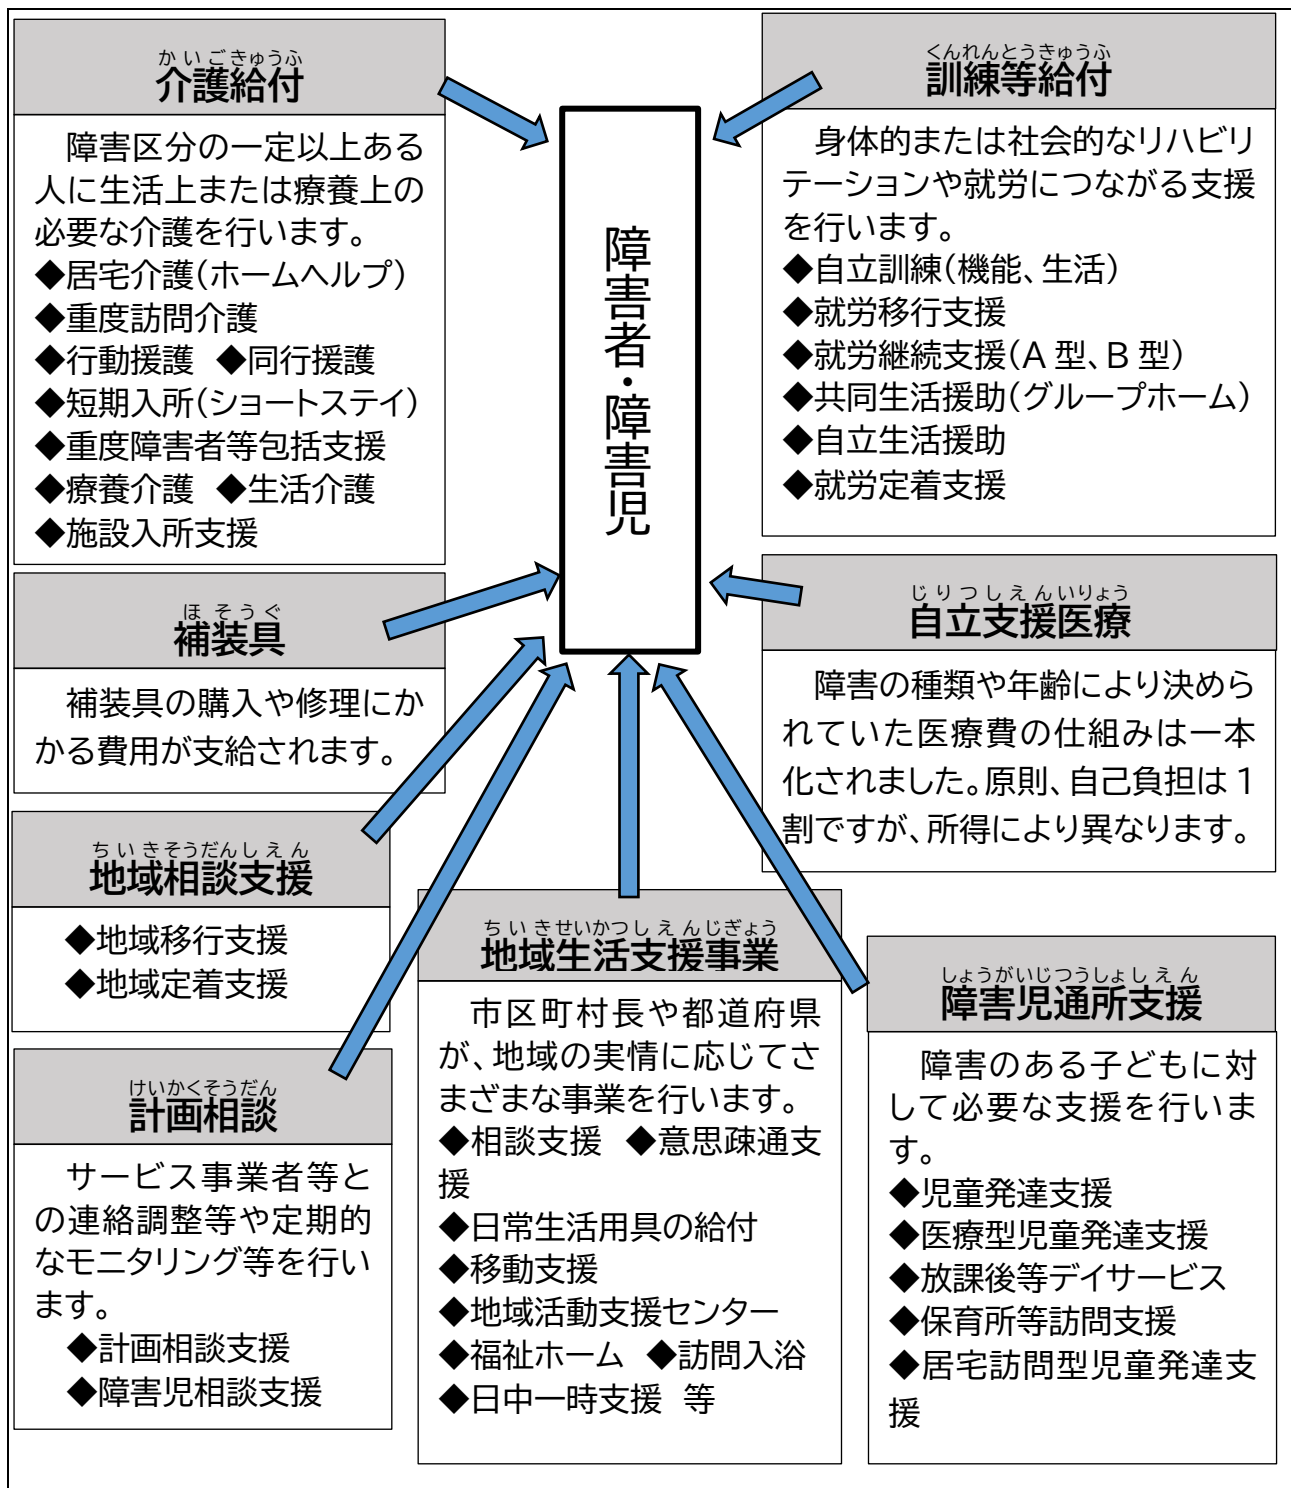 かいごきゅうふ
介護給付
障害区分の一定以上ある
人に生活上または療養上の
必要な介護を行います。
◆居宅介護(ホームヘルプ)
◆重度訪問介護
◆行動援護 ◆同行援護
◆短期入所(ショートステイ)
◆重度障害者等包括支援
◆療養介護 ◆生活介護
◆施設入所支援
くんれんとうきゅうふ
訓練等給付
身体的または社会的なリハビリ
テーションや就労につながる支援
を行います。
◆自立訓練(機能、生活)
◆就労移行支援
◆就労継続支援(A 型、B 型)
◆共同生活援助(グループホーム)
◆自立生活援助
◆就労定着支援
障害者・障害児
ほそうぐ
補装具
補装具の購入や修理にか
かる費用が支給されます。
じりつしえんいりょう
自立支援医療
障害の種類や年齢により決めら
れていた医療費の仕組みは一本
化されました。原則、自己負担は1
割ですが、所得により異なります。
ちいきそうだんしえん
地域相談支援
◆地域移行支援
◆地域定着支援
けいかくそうだん
計画相談
サービス事業者等と
の連絡調整等や定期的
なモニタリング等を行い
ます。
◆計画相談支援
◆障害児相談支援
ちいきせいかつしえんじぎょう
地域生活支援事業
市区町村長や都道府県
が、地域の実情に応じてさ
まざまな事業を行います。
◆相談支援 ◆意思疎通支
援
◆日常生活用具の給付
◆移動支援
◆地域活動支援センター
◆福祉ホーム ◆訪問入浴
◆日中一時支援 等
しょうがいじつうしょしえん
障害児通所支援
障害のある子どもに対
して必要な支援を行いま
す。
◆児童発達支援
◆医療型児童発達支援
◆放課後等デイサービス
◆保育所等訪問支援
◆居宅訪問型児童発達支
援